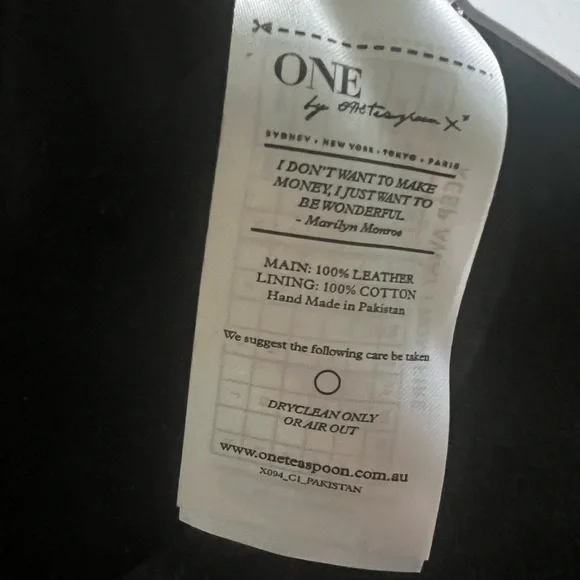 ONE
by oneteaspoon x
SYDNEY • NEW YORK • TOKYO • PARIS
I DON'T WANT TO MAKE
MONEY, I JUST WANT TO
BE WONDERFUL
- Marilyn Monroe
MAIN: 100% LEATHER
LINING: 100% COTTON
Hand Made in Pakistan
We suggest the following care be taken
DRYCLEAN ONLY
OR AIR OUT
www.oneteaspoon.com.au
X094_CI_PAKISTAN